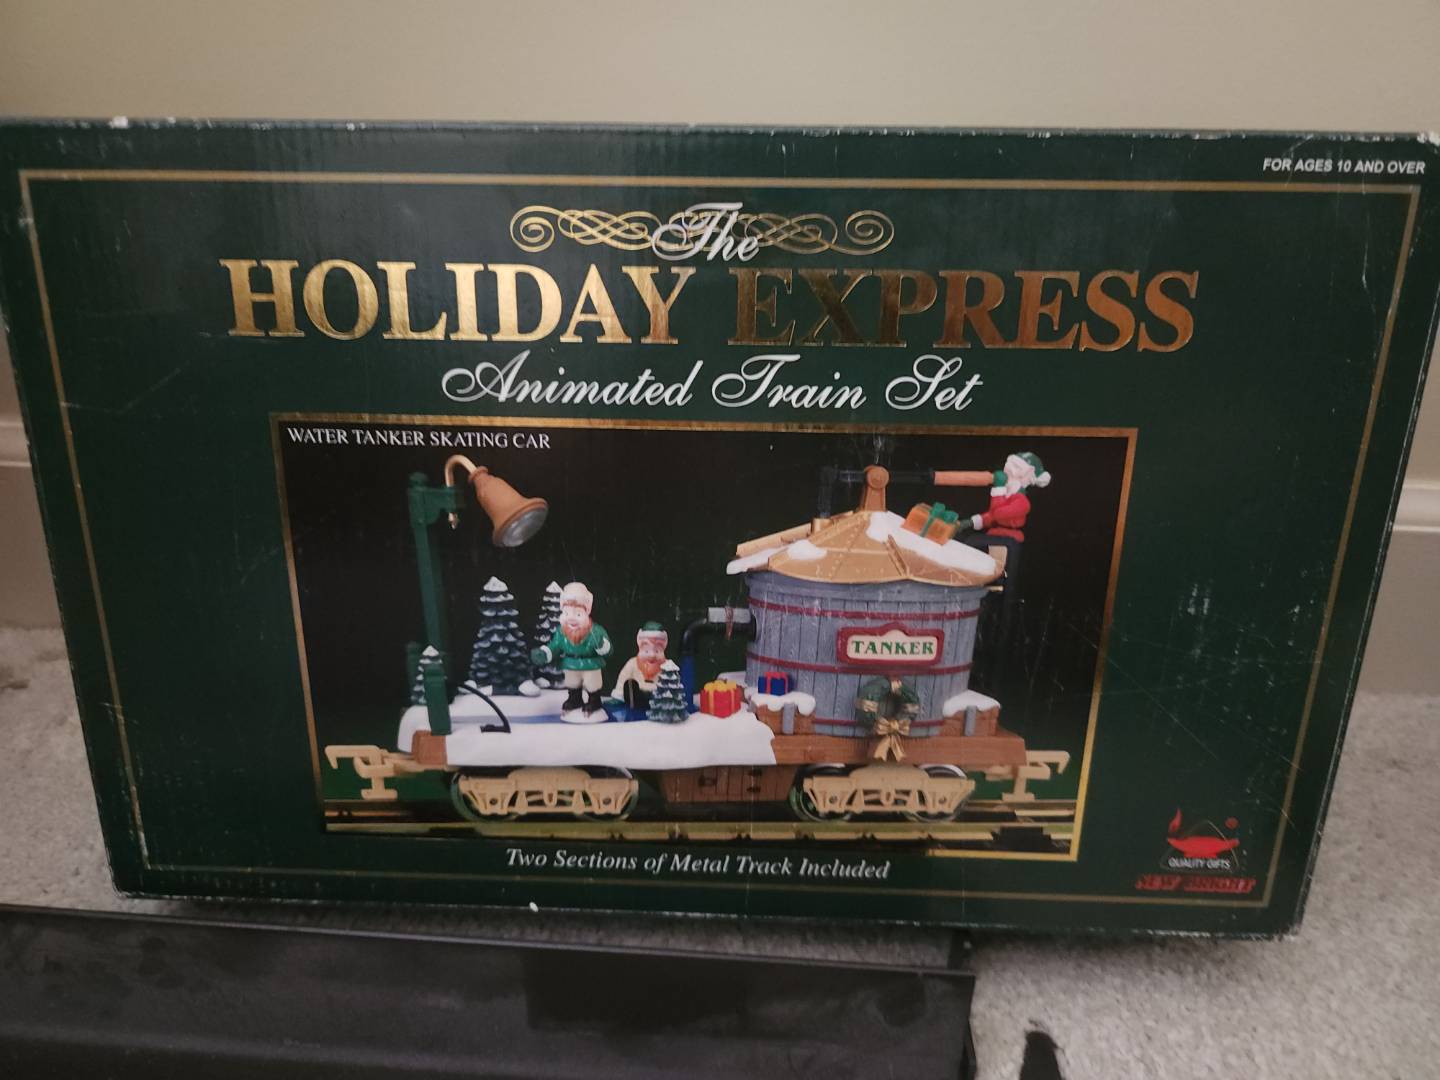 FOR AGES 10 AND OVER
The
HOLIDAY EXPRESS
Animated Train Set
WATER TANKER SKATING CAR
TANKER
Two Sections of Metal Track Included
®
QUALITY GIFTS
NEW BRIGHT